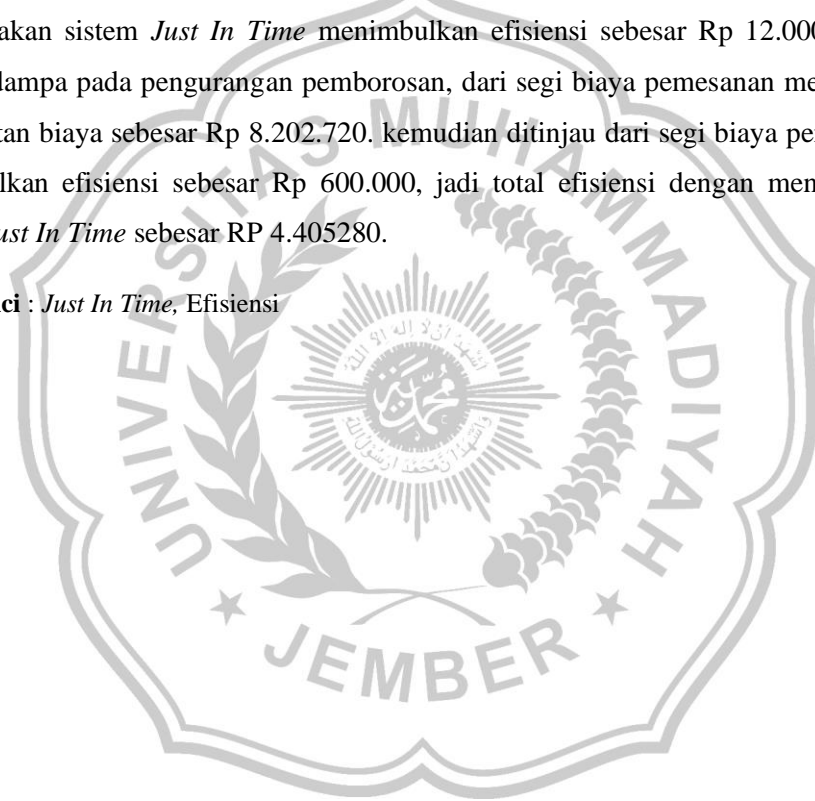 akan sistem Just In Time menimbulkan efisiensi sebesar Rp 12.000
dampa pada pengurangan pemborosan, dari segi biaya pemesanan me
tan biaya sebesar Rp 8.202.720. kemudian ditinjau dari segi biaya pe
lkan efisiensi sebesar Rp 600.000, jadi total efisiensi dengan men
ust In Time sebesar RP 4.405280.
ci : Just In Time, Efisiensi
UNIVERSITAS MUHAMMADIYAH
JEMBER